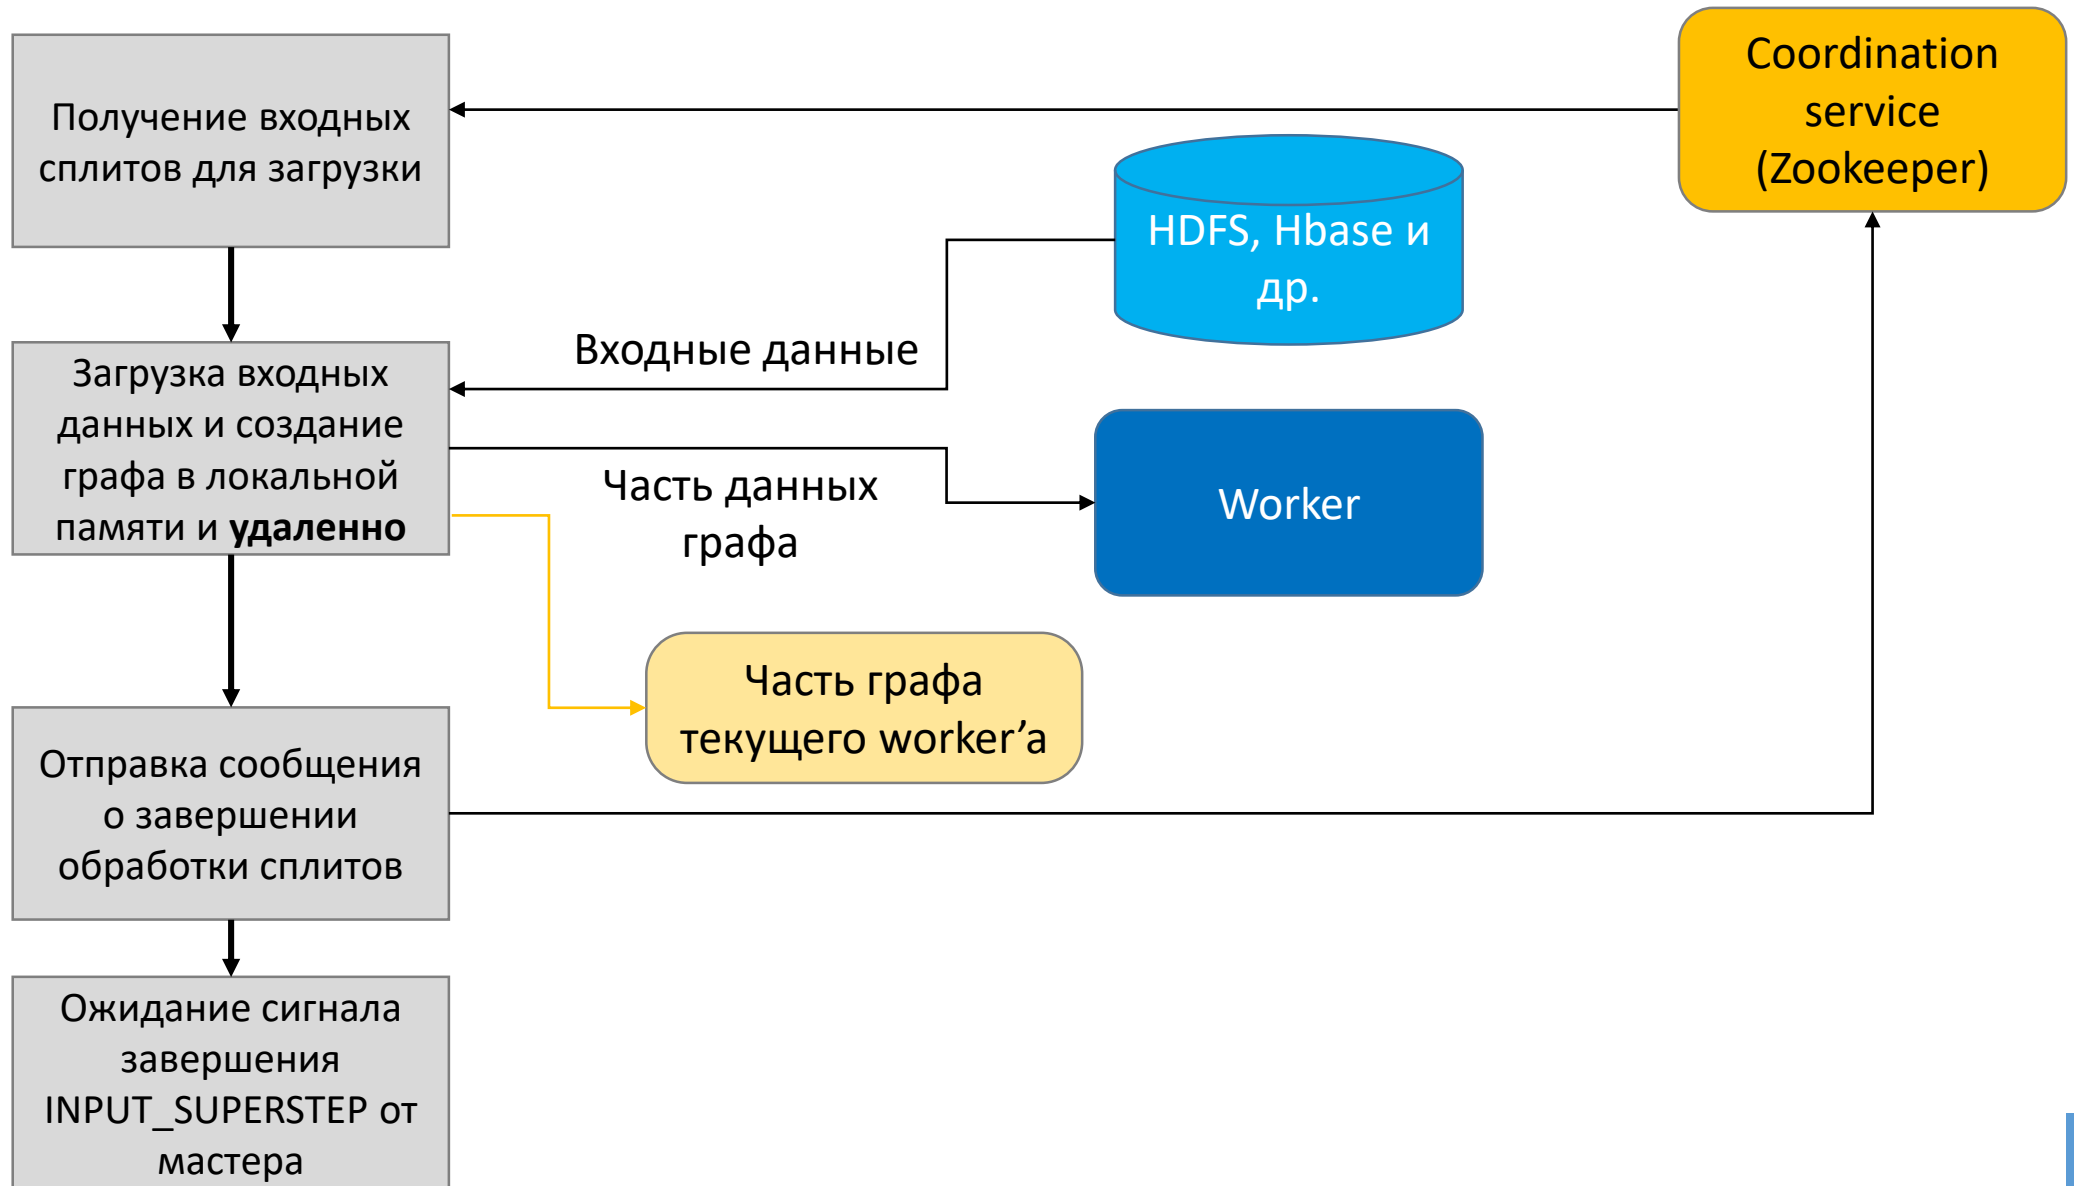 Получение входных
сплитов для загрузки
Coordination
service
(Zookeeper)
HDFS, Hbase и
др.
Входные данные
Загрузка входных
данных и создание
графа в локальной
памяти и удаленно
Часть данных
графа
Worker
Часть графа
текущего worker’а
Отправка сообщения
о завершении
обработки сплитов
Ожидание сигнала
завершения
INPUT_SUPERSTEP от
мастера